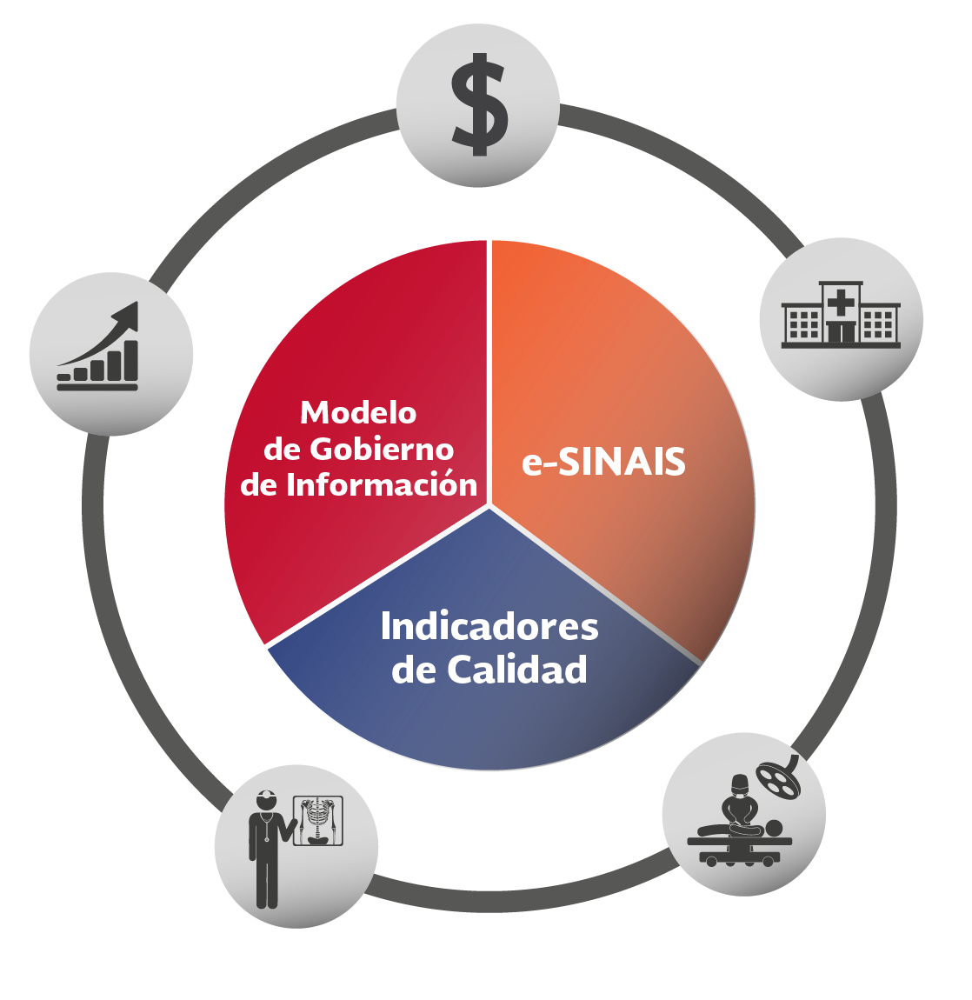 $
Modelo
de Gobierno
de Información
e-SINAIS
Indicadores
de Calidad